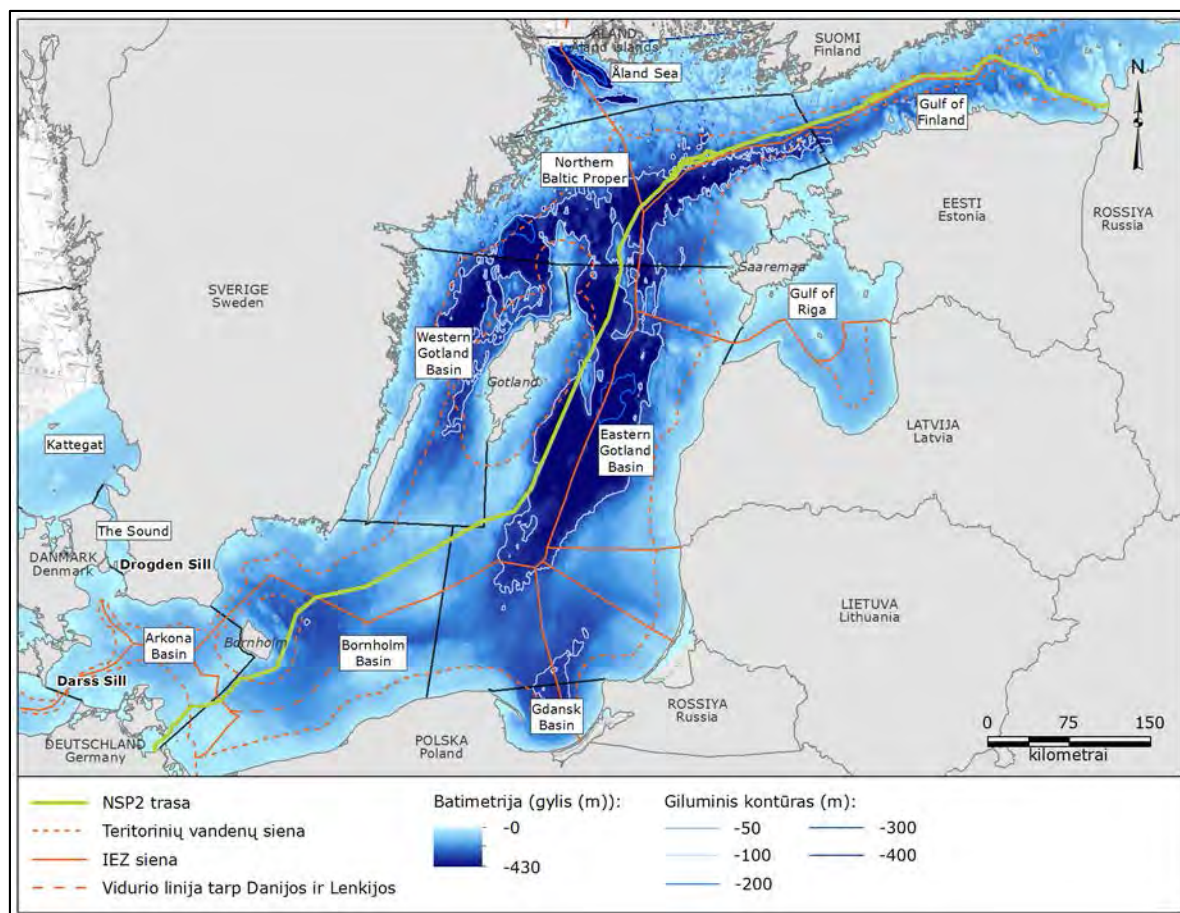 ÅLAND
Åland Islands
SUOMI
Finland
Åland Sea
N
Gulf of
Finland
Northern
Baltic Proper
EESTI
Estonia
ROSSIYA
Russia
Saaremaa
SVERIGE
Sweden
Gulf of
Riga
Western
Gotland
Basin
Gotland
LATVIJA
Latvia
Eastern
Gotland
Basin
Kattegat
The Sound
DANMARK
Denmark
Drogden Sill
LIETUVA
Lithuania
Arkona
Basin
Bornholm
Bornholm
Basin
Darss Sill
Gdansk
Basin
ROSSIYA
Russia
DEUTSCHLAND
Germany
POLSKA
Poland
0 75 150
kilometrai
NSP2 trasa
Teritorinių vandenų siena
IEZ siena
Vidurio linija tarp Danijos ir Lenkijos
Batimetrija (gylis (m)):
-0
-430
Giluminis kontūras (m):
-50
-100
-200
-300
-400